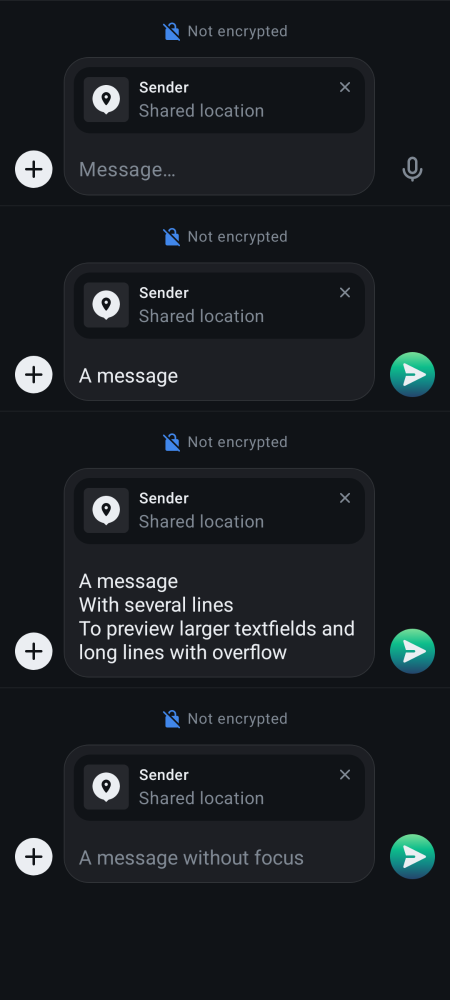 Not encrypted
Sender
Shared location
Message…
Not encrypted
Sender
Shared location
A message
Not encrypted
Sender
Shared location
A message
With several lines
To preview larger textfields and
long lines with overflow
Not encrypted
Sender
Shared location
A message without focus